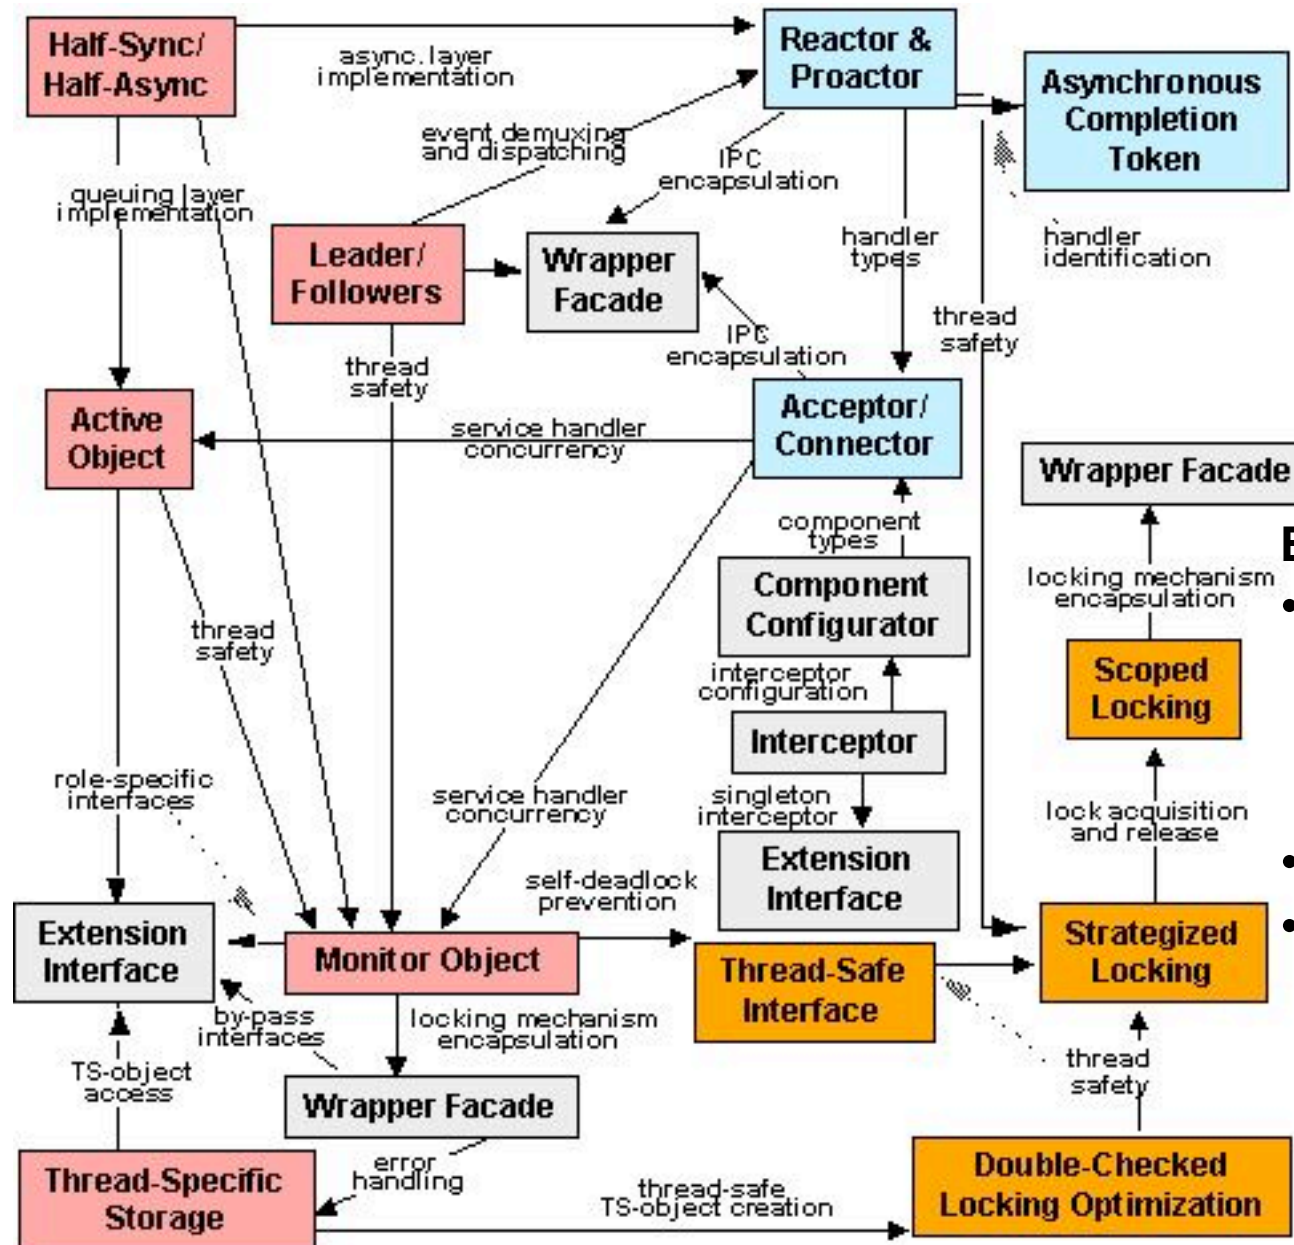 Half-Sync/
Half-Async
async. layer
implementation
Reactor &
Proactor
Asynchronous
Completion
Token
event demuxing
and dispatching
IPC
encapsulation
queuing layer
implementation
Leader/
Followers
Wrapper
Facade
handler
types
handler
identification
thread
safety
IPC
encapsulation
thread
safety
Active
Object
service handler
concurrency
Acceptor/
Connector
Wrapper Facade
component
types
locking mechanism
encapsulation
Component
Configurator
thread
safety
interceptor
configuration
Scoped
Locking
Interceptor
role-specific
interfaces
service handler
concurrency
singleton
interceptor
lock acquisition
and release
Extension
Interface
self-deadlock
prevention
Extension
Interface
Monitor Object
Thread-Safe
Interface
Strategized
Locking
by-pass
interfaces
locking mechanism
encapsulation
TS-object
access
thread
safety
Wrapper Facade
error
handling
Thread-Specific
Storage
thread-safe
TS-object creation
Double-Checked
Locking Optimization